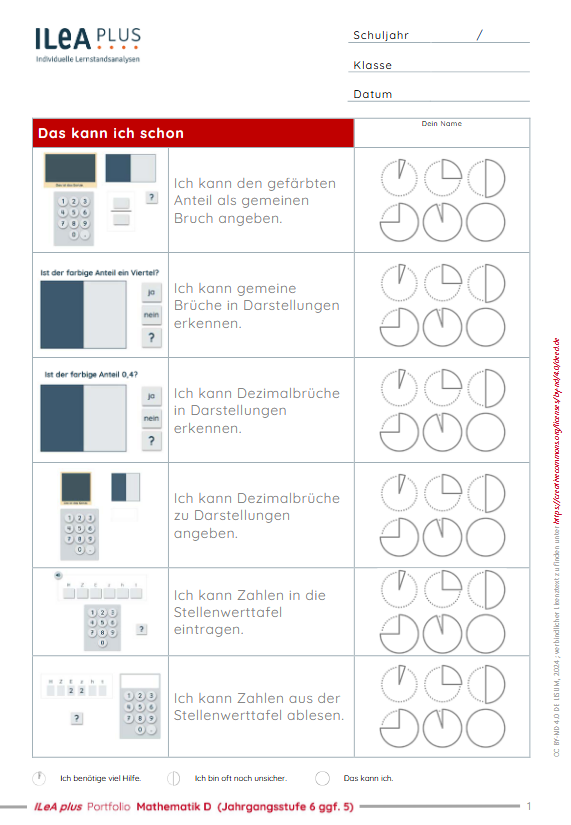 ILeA PLUS
Individuelle Lernstandsanalysen
Schuljahr /
Klasse
Datum
Das kann ich schon
Dein Name
1 2 3
4 5 6
7 8 9
0 .
?
Ich kann den gefärbten
Anteil als gemeinen
Bruch angeben.
Ist der farbige Anteil ein Viertel?
ja
nein
?
Ich kann gemeine
Brüche in Darstellungen
erkennen.
Ist der farbige Anteil 0,4?
ja
nein
?
Ich kann Dezimalbrüche
in Darstellungen
erkennen.
1 2 3
4 5 6
7 8 9
0 .
Ich kann Dezimalbrüche
zu Darstellungen
angeben.
H Z E z h t
1 2 3
4 5 6
7 8 9
0
?
Ich kann Zahlen in die
Stellenwerttafel
eintragen.
H Z E z h t
2 2
?
1 2 3
4 5 6
7 8 9
0 .
Ich kann Zahlen aus der
Stellenwerttafel ablesen.
Ich benötige viel Hilfe.
Ich bin oft noch unsicher.
Das kann ich.
ILeA plus Portfolio Mathematik D (Jahrgangsstufe 6 ggf. 5)
1
CC BY-ND 4.0 DE LISUM, 2024 ; verbindlicher Lizenztext zu finden unter https://creativecommons.org/licenses/by-nd/4.0/deed.de